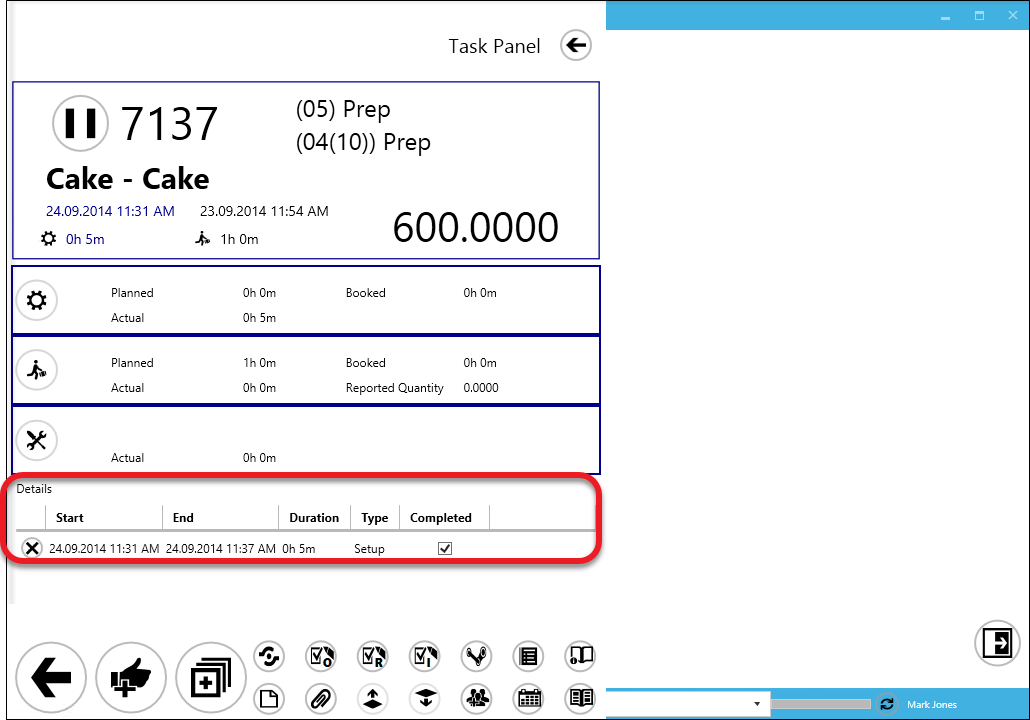 Task Panel
7137
(05) Prep
(04(10)) Prep
Cake - Cake
24.09.2014 11:31 AM 23.09.2014 11:54 AM
0h 5m 1h 0m
600.0000
Planned 0h 0m Booked 0h 0m
Actual 0h 5m
Planned 1h 0m Booked 0h 0m
Actual 0h 0m Reported Quantity 0.0000
Actual 0h 0m
Details
Start End Duration Type Completed
24.09.2014 11:31 AM 24.09.2014 11:37 AM 0h 5m Setup
O R I
Mark Jones